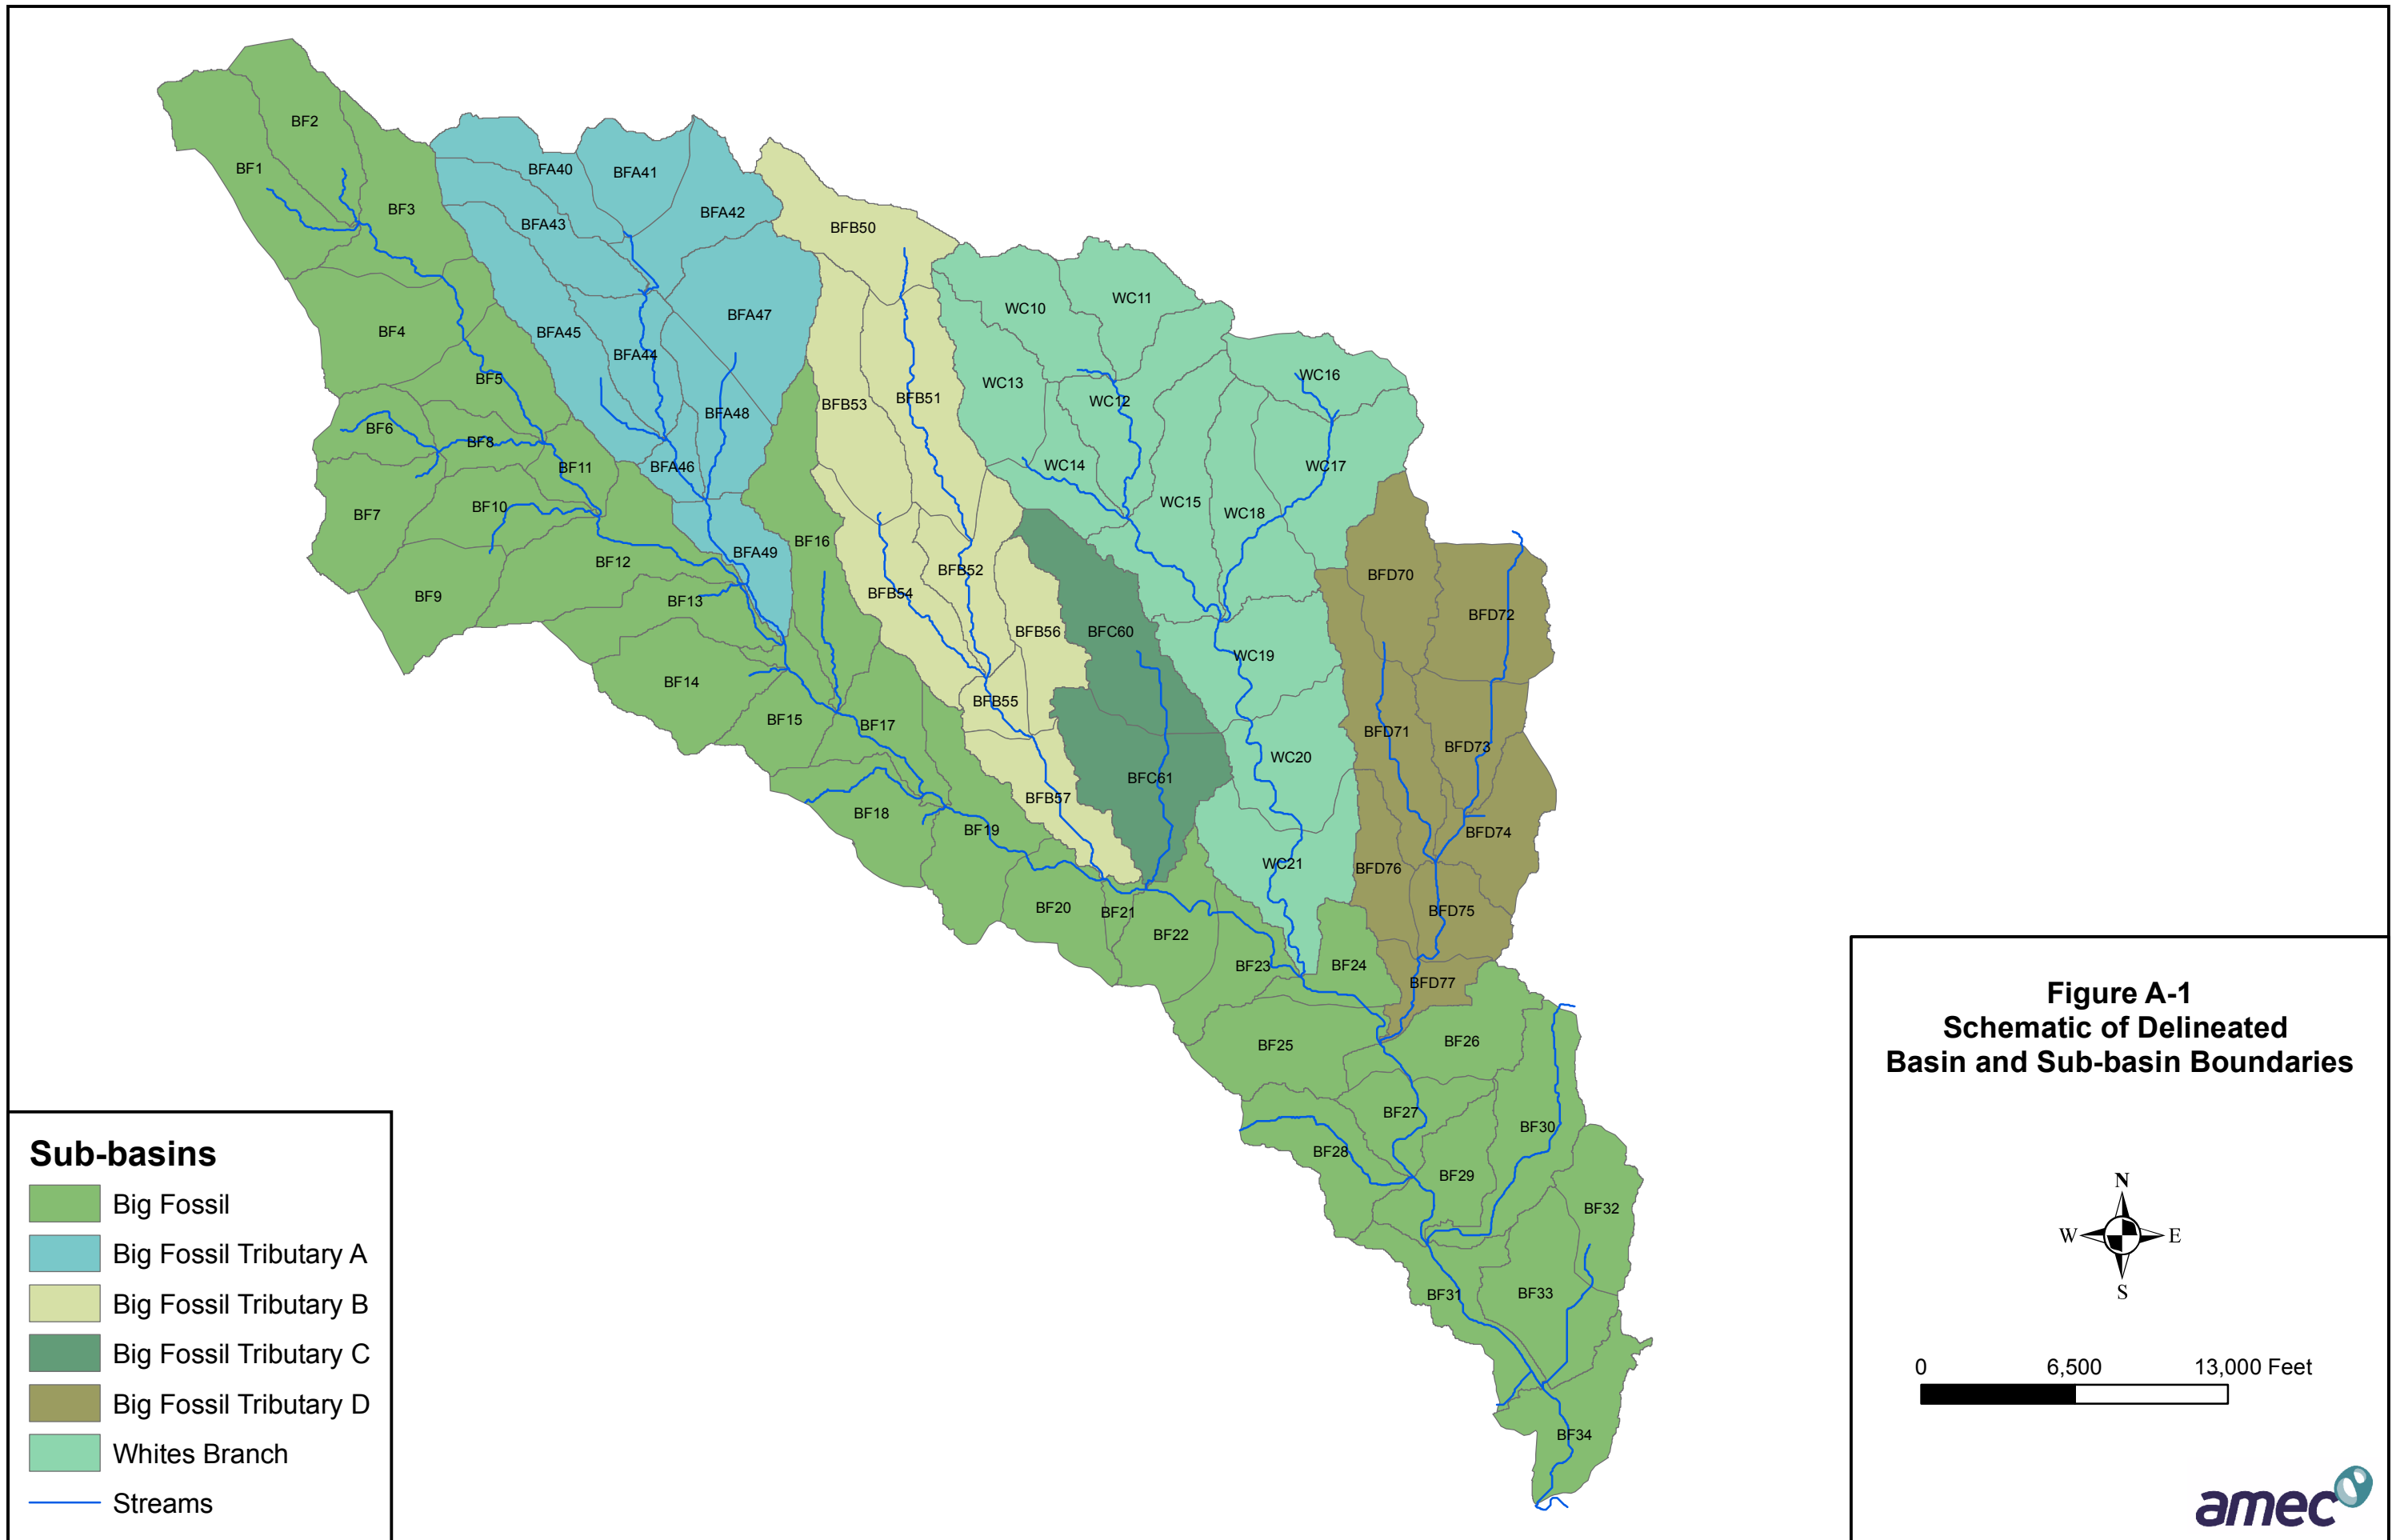 BF2
BF1
BFA40
BFA41
BF3
BFA42
BFA43
BFB50
WC11
WC10
BFA47
BF4
BFA45
BFA44
WC16
BF5
WC13
BFB51
WC12
BFB53
BFA48
BF6
BF8
BF11
BFA46
WC14
WC17
WC15
BF10
BF7
WC18
BF16
BFA49
BF12
BFB52
BFD70
BFB54
BF9
BF13
BFD72
BFB56
BFC60
WC19
BF14
BFB55
BF15
BF17
BFD71
BFD73
WC20
BFC61
BFB57
BF18
BF19
BFD74
WC21
BFD76
BF20
BF21
BFD75
BF22
BF23
BF24
BFD77
BF25
BF26
BF27
BF30
BF28
BF29
BF32
BF31
BF33
BF34
Sub-basins
Big Fossil
Big Fossil Tributary A
Big Fossil Tributary B
Big Fossil Tributary C
Big Fossil Tributary D
Whites Branch
Streams
Figure A-1
Schematic of Delineated
Basin and Sub-basin Boundaries
N
W E
S
0 6,500 13,000 Feet
amec